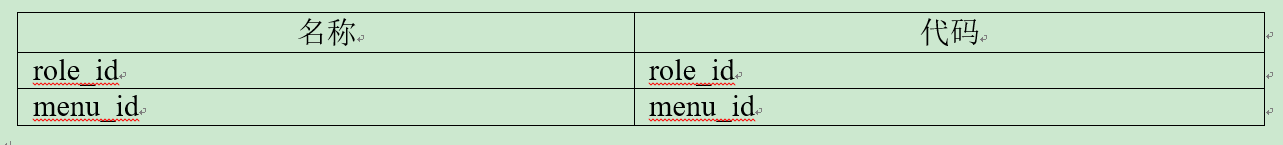 名称 代码
role_id role_id
menu_id menu_id